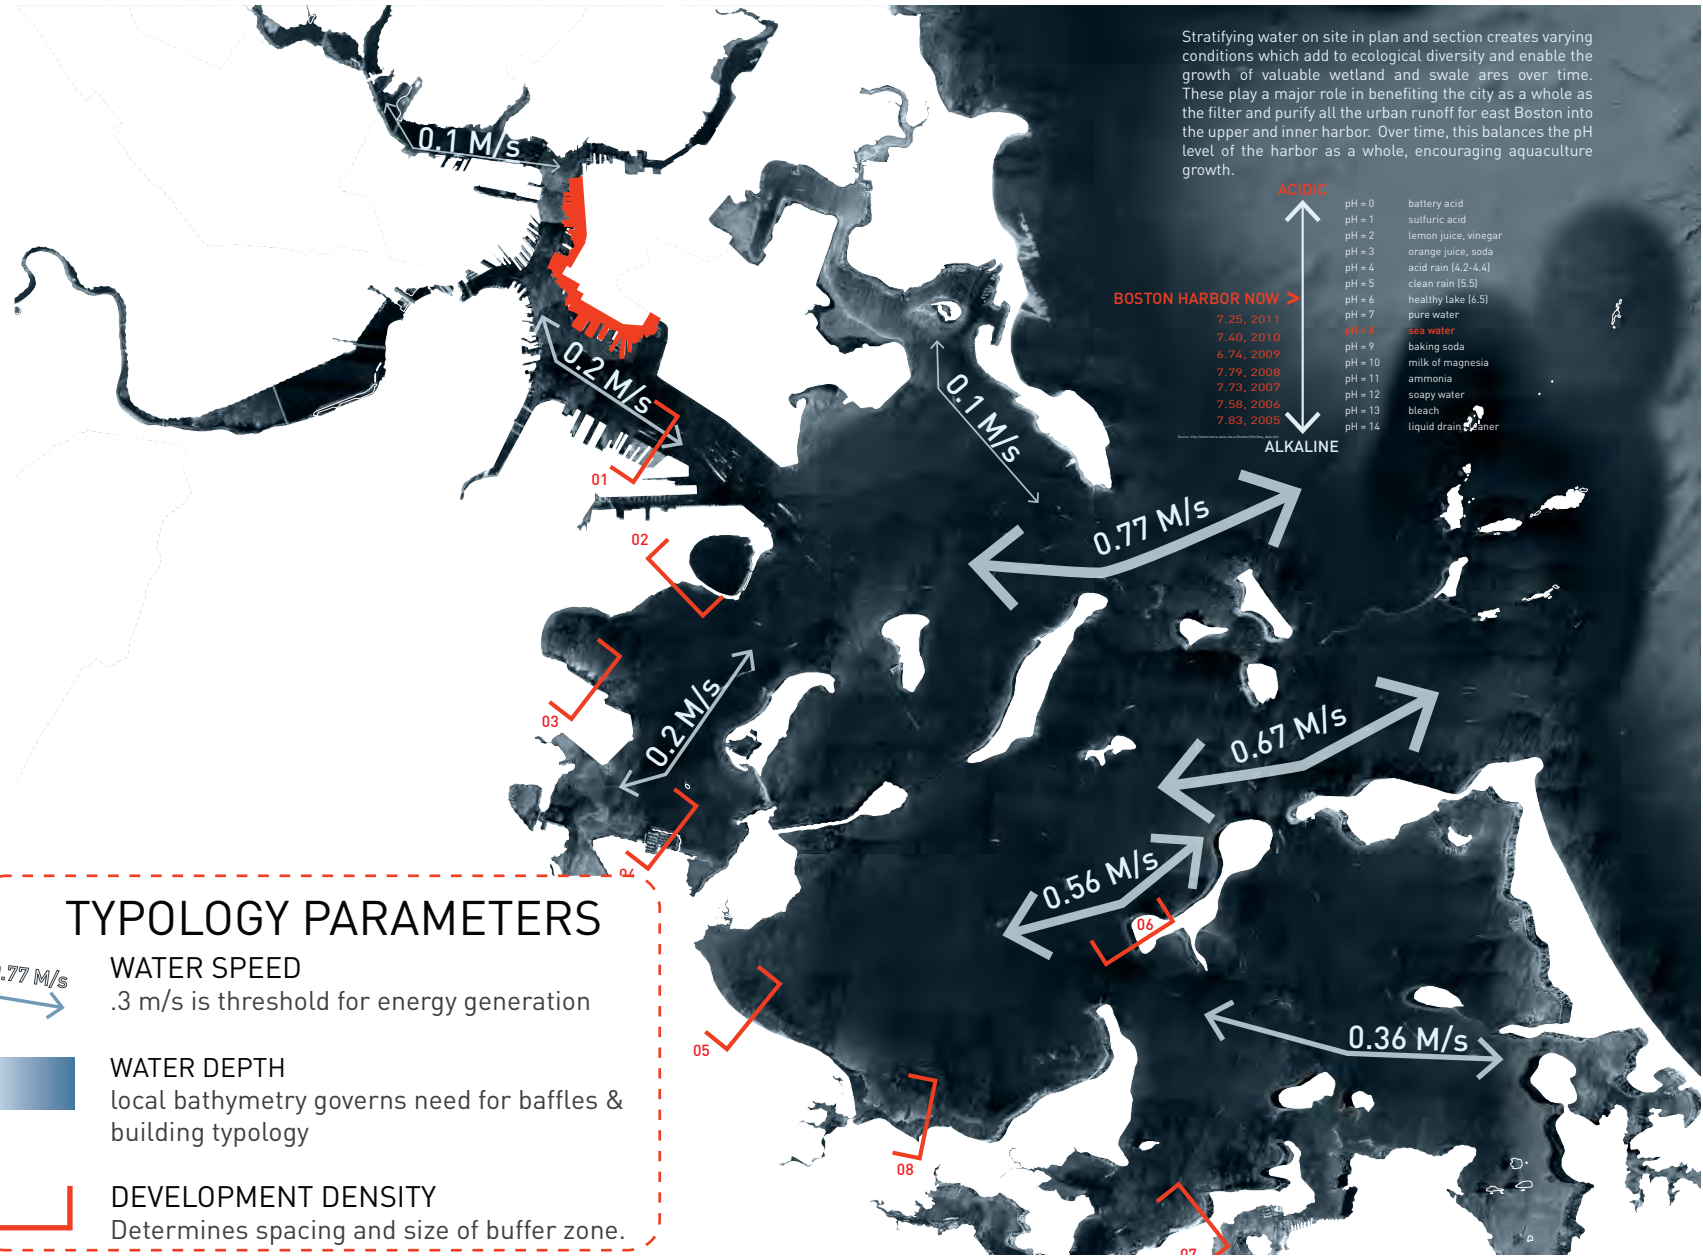 Stratifying water on site in plan and section creates varying
conditions which add to ecological diversity and enable the
growth of valuable wetland and swale ares over time.
These play a major role in benefiting the city as a whole as
the filter and purify all the urban runoff for east Boston into
the upper and inner harbor. Over time, this balances the pH
level of the harbor as a whole, encouraging aquaculture
growth.
ACIDIC
pH = 0 battery acid
pH = 1 sulfuric acid
pH = 2 lemon juice, vinegar
pH = 3 orange juice, soda
pH = 4 acid rain (4.2-4.4)
pH = 5 clean rain (5.5)
pH = 6 healthy lake (6.5)
pH = 7 pure water
pH = 8 sea water
pH = 9 baking soda
pH = 10 milk of magnesia
pH = 11 ammonia
pH = 12 soapy water
pH = 13 bleach
pH = 14 liquid drain cleaner
BOSTON HARBOR NOW >
7.25, 2011
7.40, 2010
6.74, 2009
7.79, 2008
7.73, 2007
7.58, 2006
7.83, 2005
ALKALINE
0.1 M/s
0.2 M/s
0.1 M/s
0.77 M/s
0.2 M/s
0.67 M/s
0.56 M/s
0.36 M/s
01
02
03
05
06
08
07
TYPOLOGY PARAMETERS
.77 M/s
WATER SPEED
.3 m/s is threshold for energy generation
WATER DEPTH
local bathymetry governs need for baffles &
building typology
DEVELOPMENT DENSITY
Determines spacing and size of buffer zone.